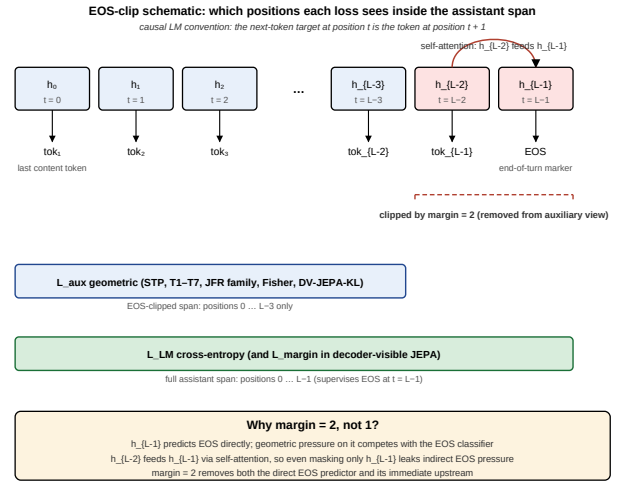 EOS-clip schematic: which positions each loss sees inside the assistant span
causal LM convention: the next-token target at position t is the token at position t + 1
self-attention: h_{L-2} feeds h_{L-1}
h₀ h₁ h₂ ... h_{L-3} h_{L-2} h_{L-1}
t = 0 t = 1 t = 2 t = L−3 t = L−2 t = L−1
tok₁ tok₂ tok₃ tok_{L-2} tok_{L-1} EOS
last content token end-of-turn marker
clipped by margin = 2 (removed from auxiliary view)
L_aux geometric (STP, T1–T7, JFR family, Fisher, DV-JEPA-KL)
EOS-clipped span: positions 0 … L−3 only
L_LM cross-entropy (and L_margin in decoder-visible JEPA)
full assistant span: positions 0 … L−1 (supervises EOS at t = L−1)
Why margin = 2, not 1?
h_{L-1} predicts EOS directly; geometric pressure on it competes with the EOS classifier
h_{L-2} feeds h_{L-1} via self-attention, so even masking only h_{L-1} leaks indirect EOS pressure
margin = 2 removes both the direct EOS predictor and its immediate upstream